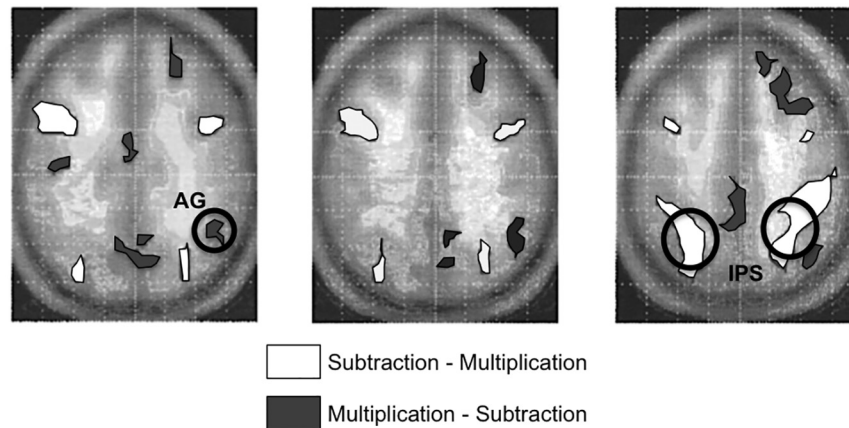 AG
IPS
Subtraction - Multiplication
Multiplication - Subtraction